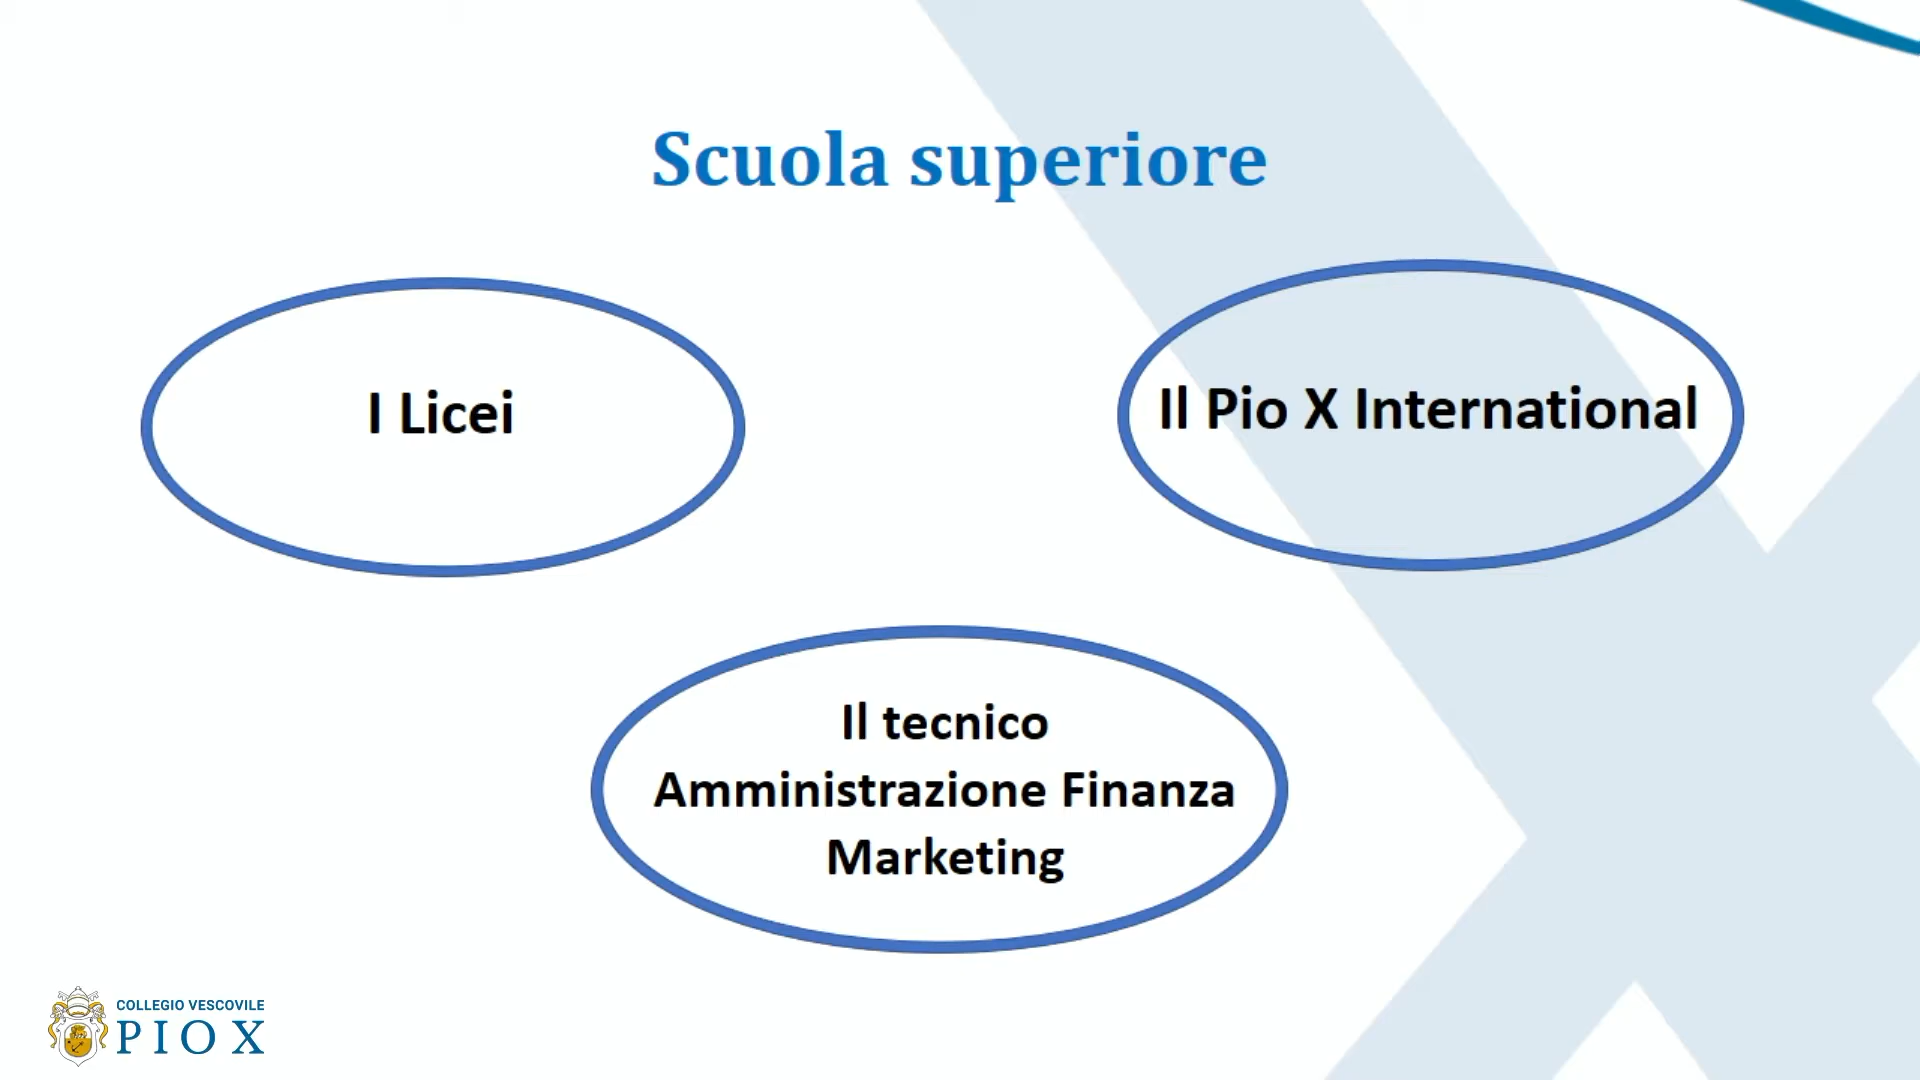 Scuola superiore
I Licei
Il Pio X International
Il tecnico
Amministrazione Finanza
Marketing
COLLEGIO VESCOVILE
PIO X